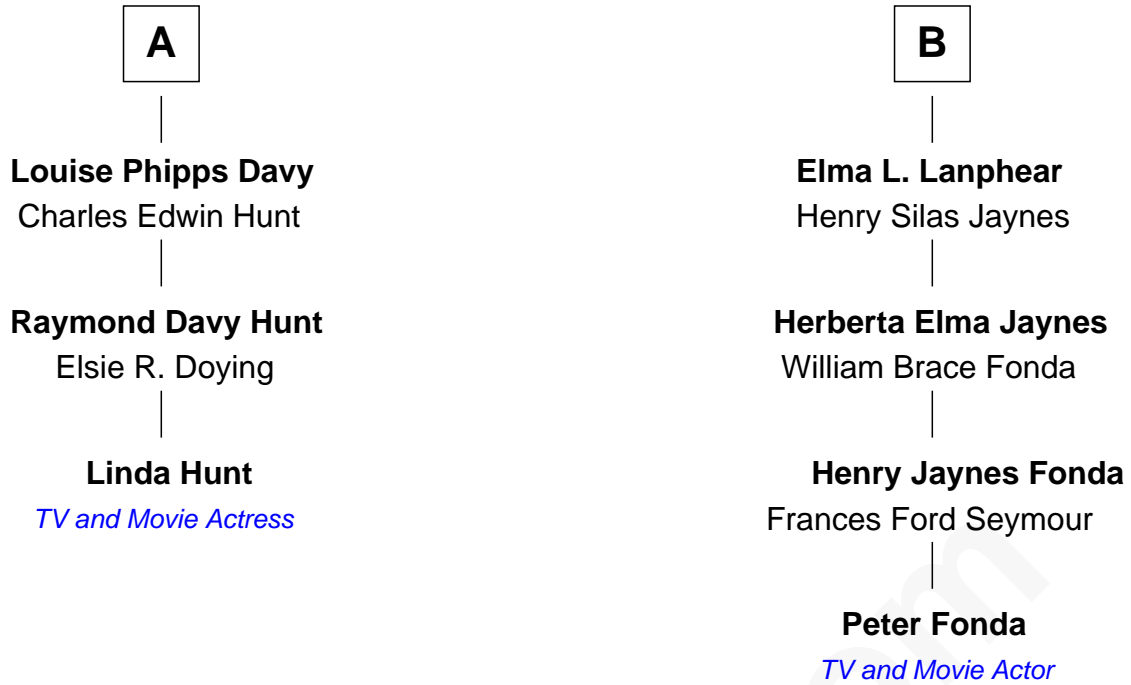 A
Louise Phipps Davy
Charles Edwin Hunt
Raymond Davy Hunt
Elsie R. Doying
Linda Hunt
TV and Movie Actress
B
Elma L. Lanphear
Henry Silas Jaynes
Herberta Elma Jaynes
William Brace Fonda
Henry Jaynes Fonda
Frances Ford Seymour
Peter Fonda
TV and Movie Actor